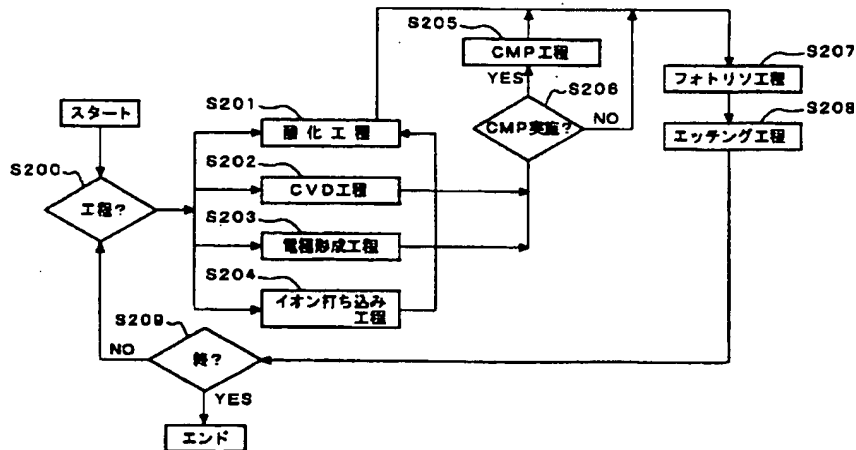 S205
CMP工程
YES
S206
CMP実施?
NO
S207
フォトリソ工程
S208
エッチング工程
スタート
S200
工程?
S201
酸化工程
S202
CVD工程
S203
電極形成工程
S204
イオン打ち込み
工程
S209
終?
NO
YES
エンド